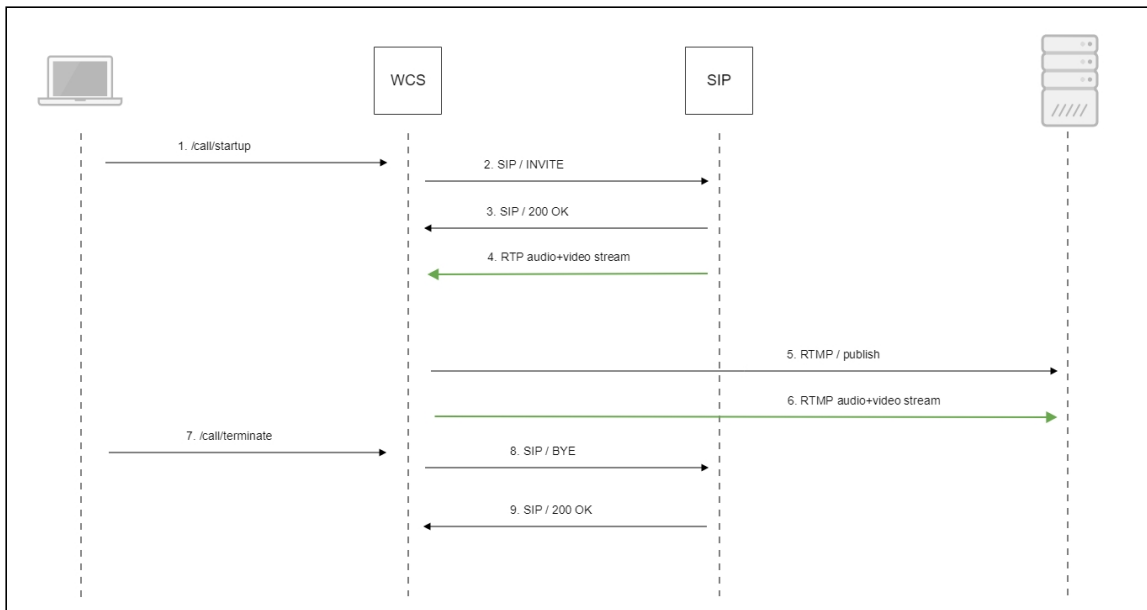 WCS
SIP
1. /call/startup
2. SIP / INVITE
3. SIP / 200 OK
4. RTP audio+video stream
5. RTMP / publish
6. RTMP audio+video stream
7. /call/terminate
8. SIP / BYE
9. SIP / 200 OK